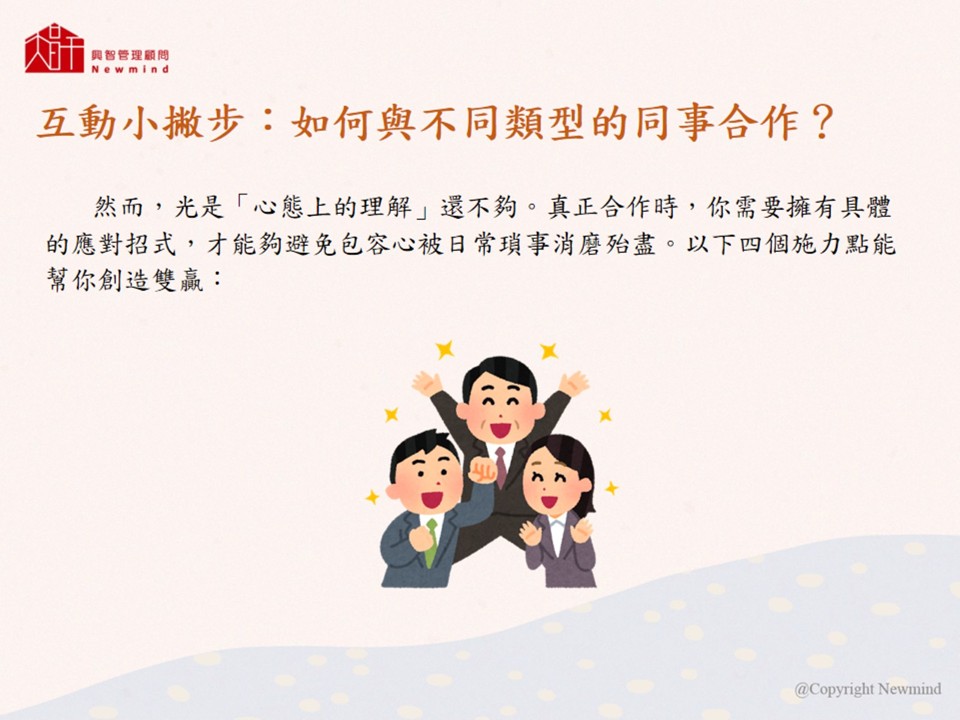 興智管理顧問
Newmind
互動小撇步：如何與不同類型的同事合作？
然而，光是「心態上的理解」還不夠。真正合作時，你需要擁有具體
的應對招式，才能夠避免包容心被日常瑣事消磨殆盡。以下四個施力點能
幫你創造雙贏：
@Copyright Newmind